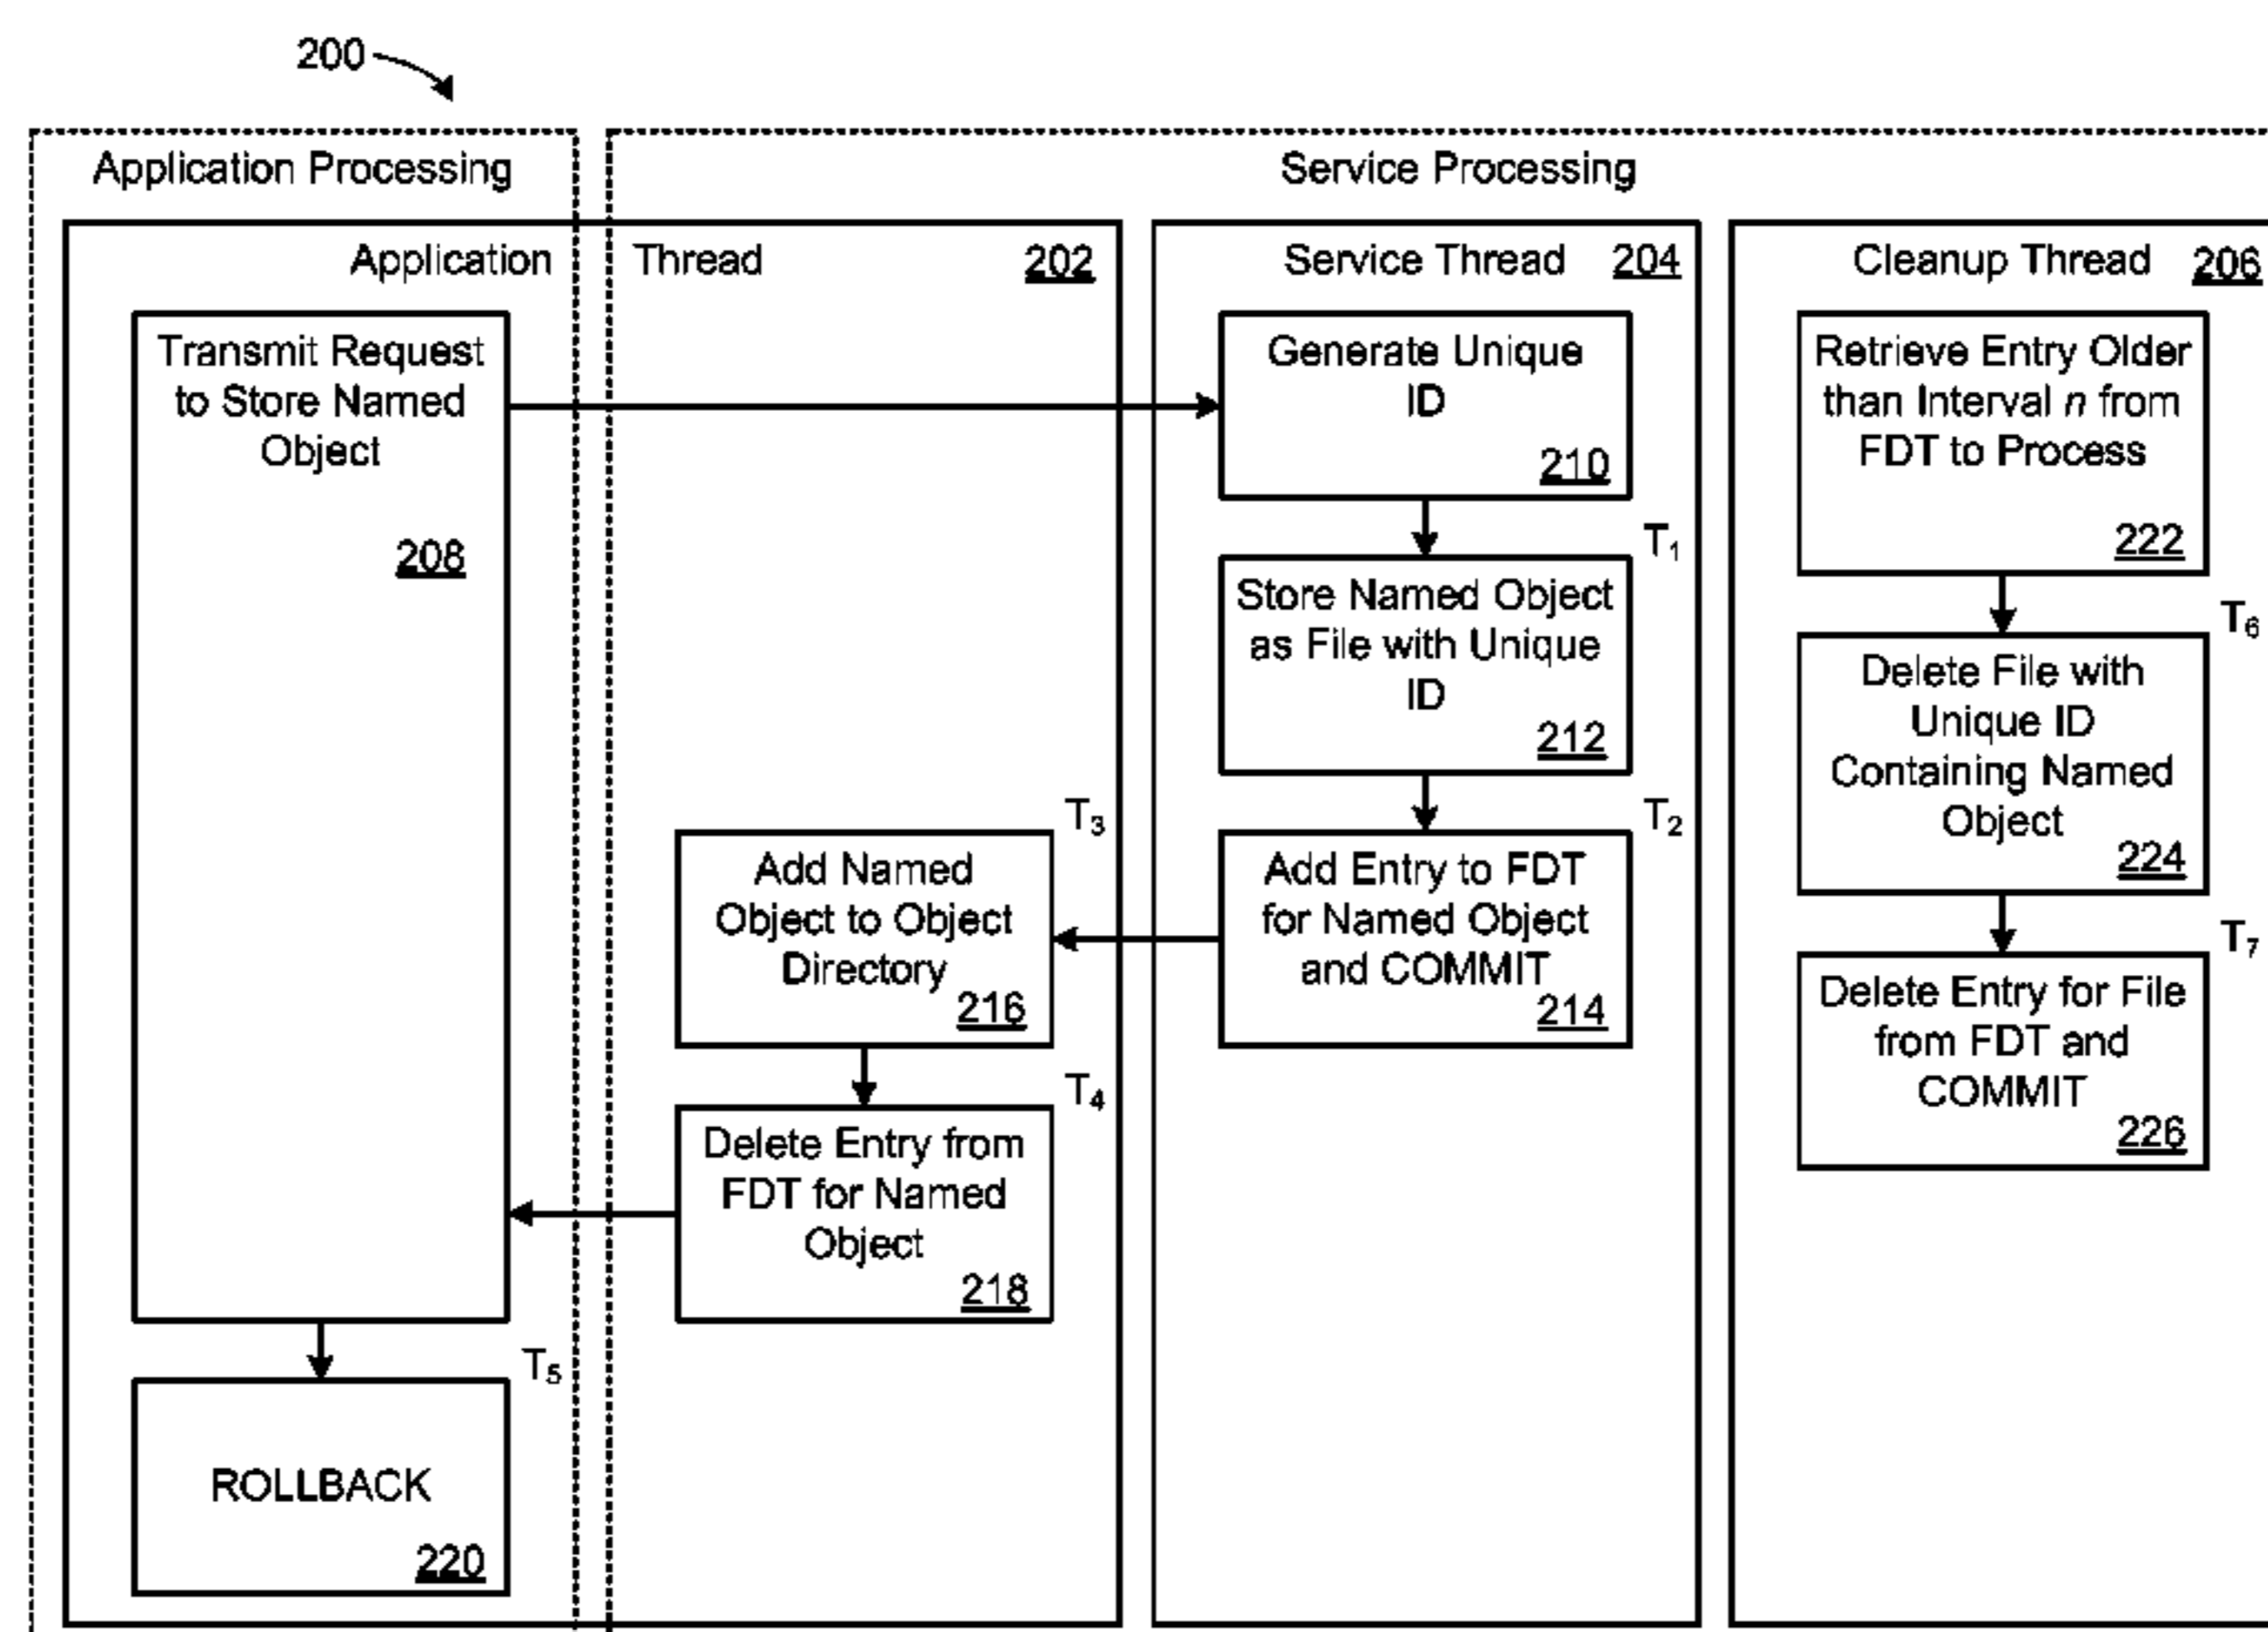 200
Application Processing
Service Processing
Application Thread 202
Service Thread 204
Cleanup Thread 206
Transmit Request
to Store Named
Object
208
Generate Unique
ID
210
T1
Store Named Object
as File with Unique
ID
212
T2
Add Entry to FDT
for Named Object
and COMMIT
214
T3
Add Named
Object to Object
Directory
216
T4
Delete Entry from
FDT for Named
Object
218
T5
ROLLBACK
220
Retrieve Entry Older
than Interval n from
FDT to Process
222
T6
Delete File with
Unique ID
Containing Named
Object
224
T7
Delete Entry for File
from FDT and
COMMIT
226